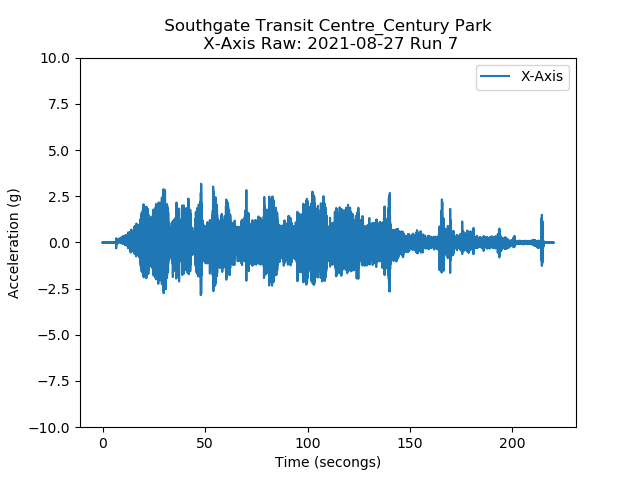 Southgate Transit Centre_Century Park
X-Axis Raw: 2021-08-27 Run 7
X-Axis
10.0
7.5
5.0
2.5
0.0
−2.5
−5.0
−7.5
−10.0
Acceleration (g)
0 50 100 150 200
Time (secongs)